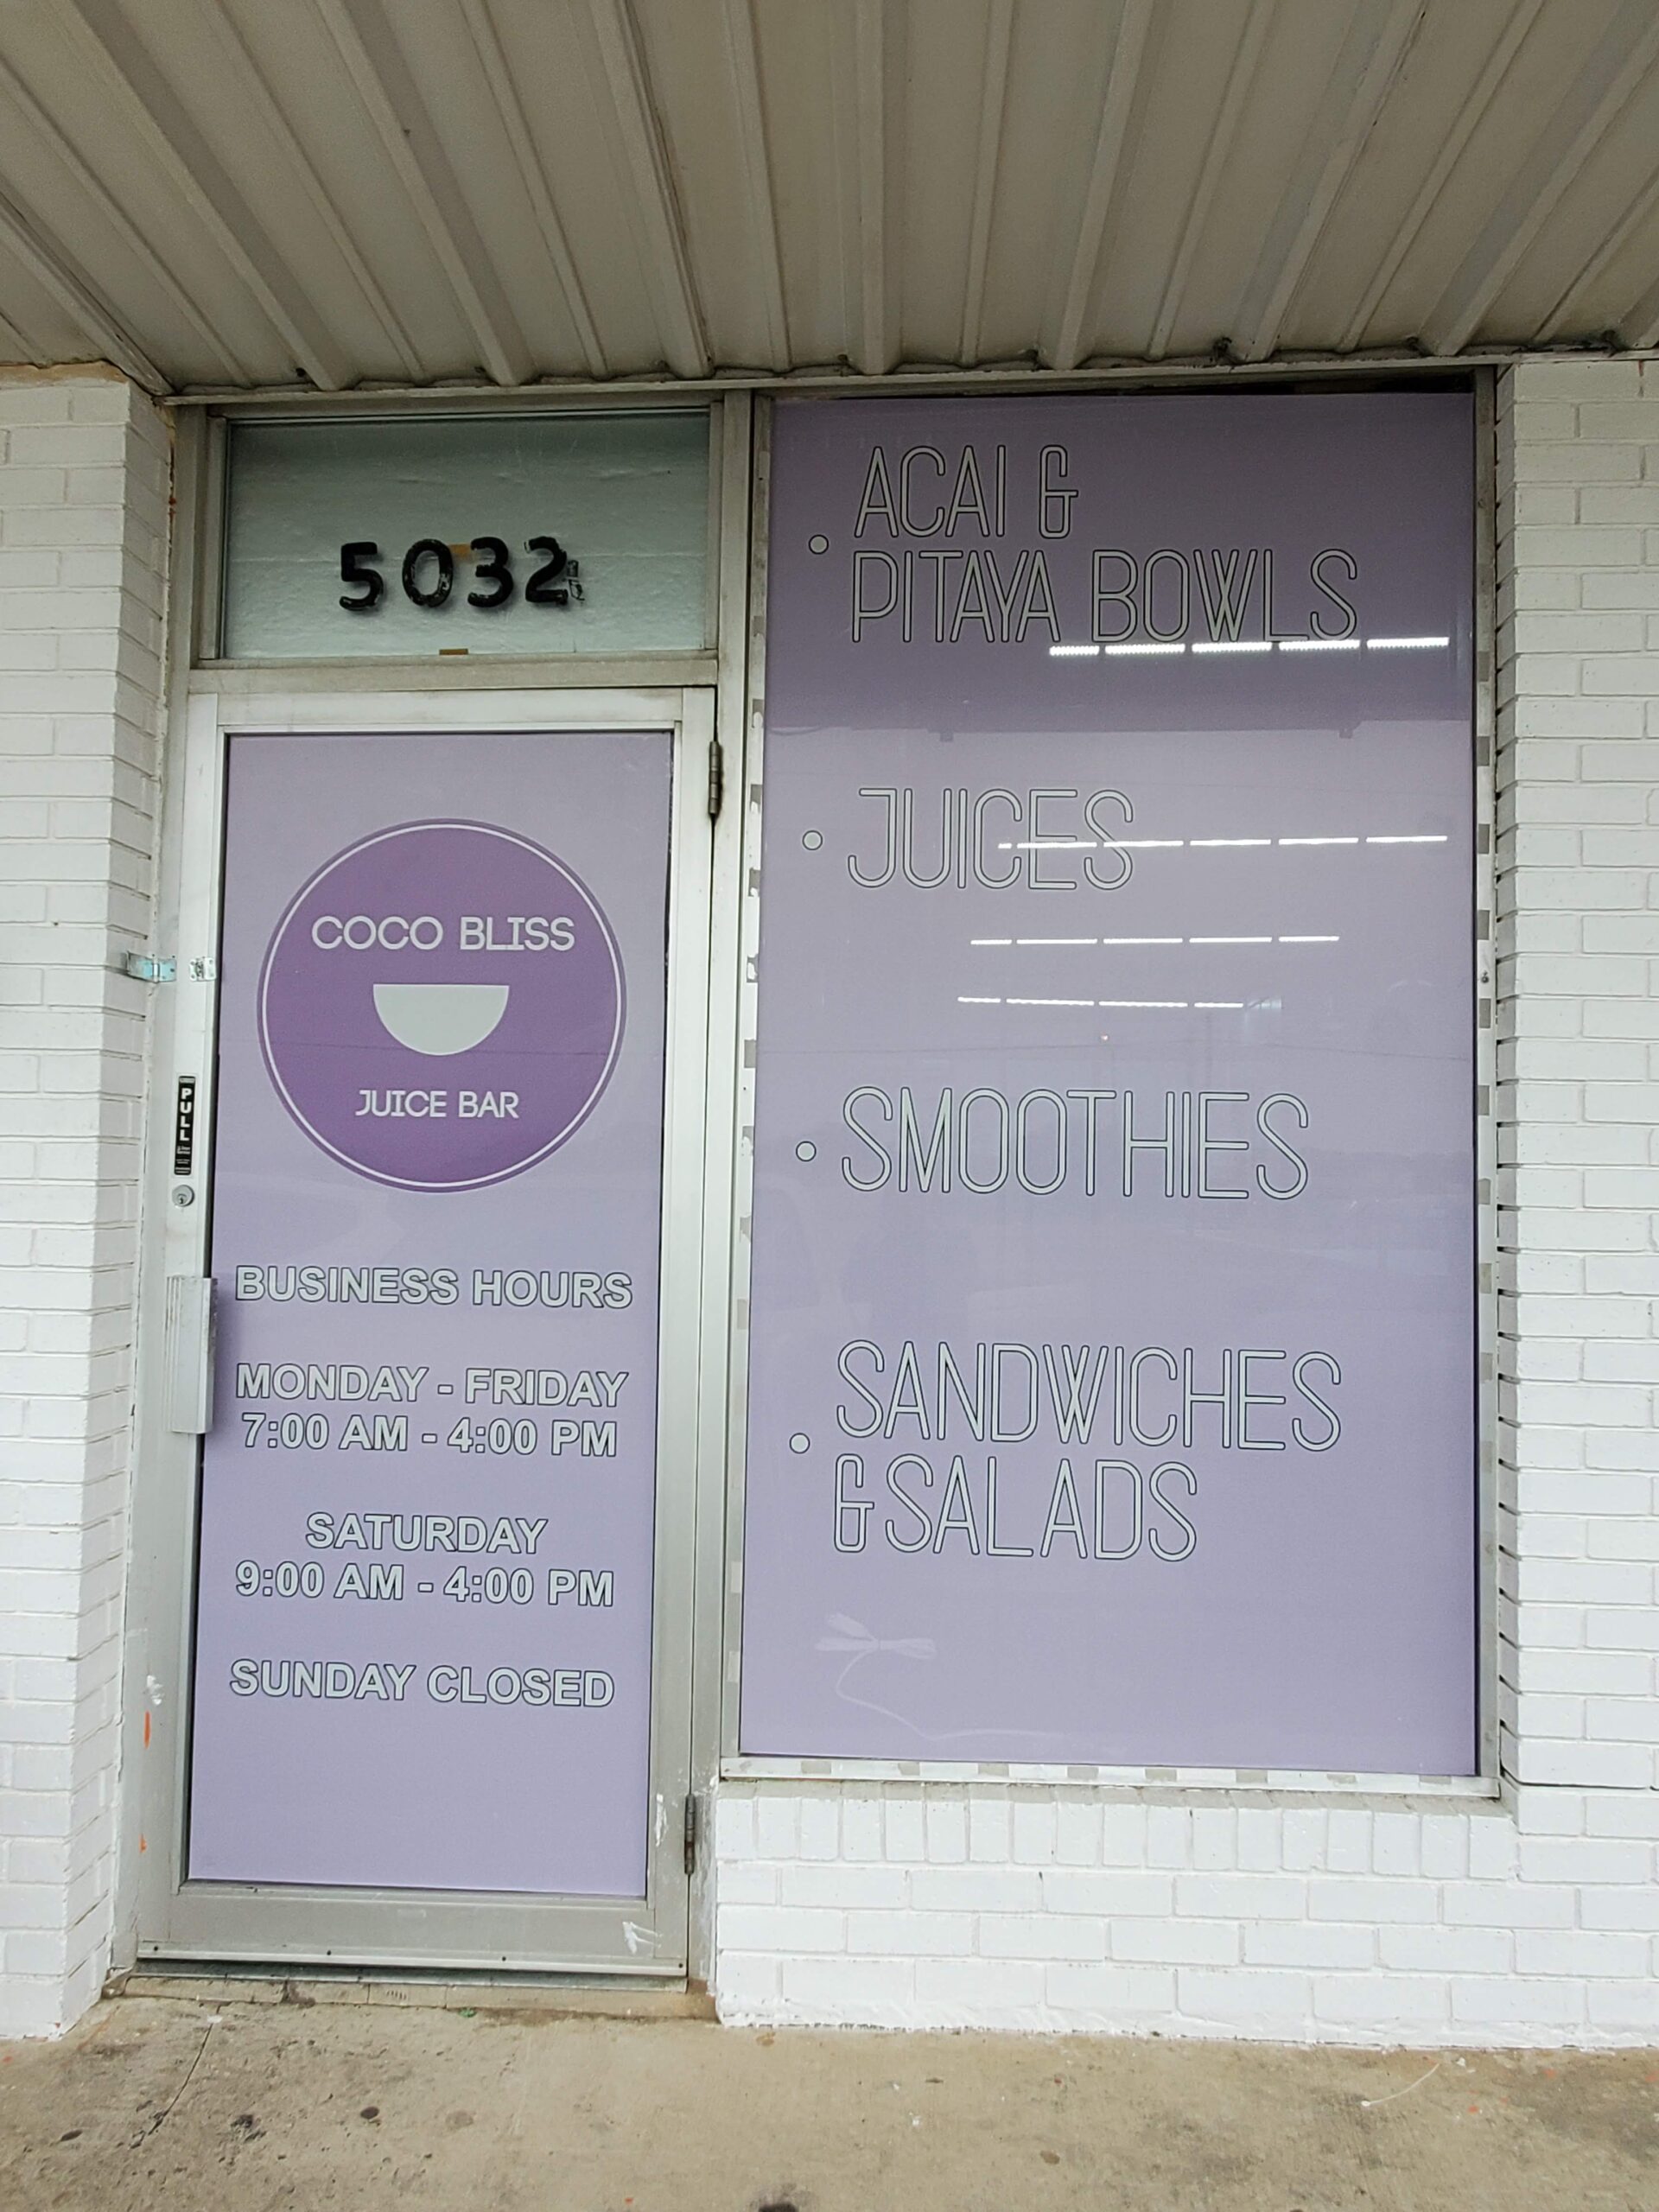 5032
COCO BLISS
JUICE BAR
PULL
BUSINESS HOURS
MONDAY - FRIDAY
7:00 AM - 4:00 PM
SATURDAY
9:00 AM - 4:00 PM
SUNDAY CLOSED
• ACAI &
PITAYA BOWLS
• JUICES
• SMOOTHIES
• SANDWICHES
& SALADS